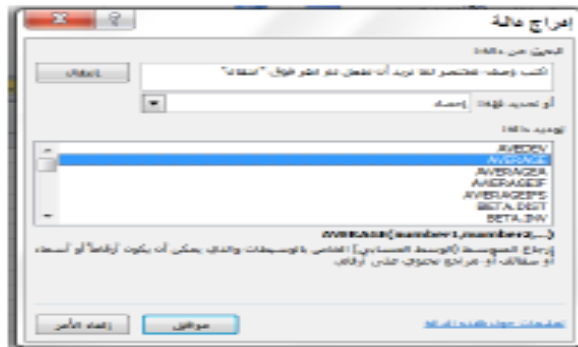 إدراج دالة
البحث عن دالة:
اكتب وصف مختصر لما تريد أن تفعل ثم انقر فوق "انتقال"
انتقال
أو تحديد فئة: إحصاء
تحديد دالة:
AVEDEV
AVERAGE
AVERAGEA
AVERAGEIF
AVERAGEIFS
BETA.DIST
BETA.INV
AVERAGE(number1,number2,...)
إرجاع المتوسط (الوسط الحسابي) الخاص بالوسيطات والذي يمكن أن يكون أرقاماً أو أسماء
أو صفائف أو مراجع تحتوي على أرقام.
تعليمات حول هذه الدالة
موافق
إلغاء الأمر